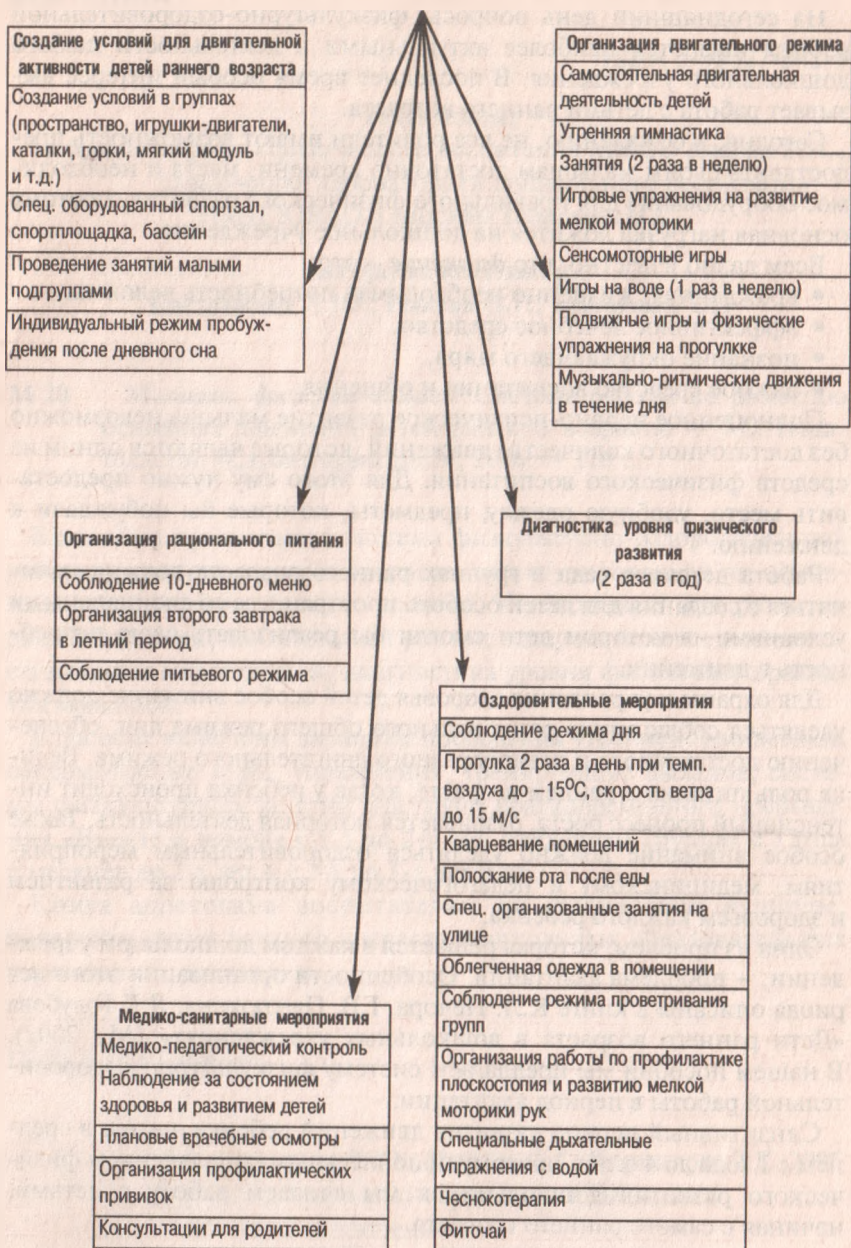 Создание условий для двигательной
активности детей раннего возраста
Создание условий в группах
(пространство, игрушки-двигатели,
каталки, горки, мягкий модуль
и т.д.)
Спец. оборудованный спортзал,
спортплощадка, бассейн
Проведение занятий малыми
подгруппами
Индивидуальный режим пробуж-
дения после дневного сна
Организация двигательного режима
Самостоятельная двигательная
деятельность детей
Утренняя гимнастика
Занятия (2 раза в неделю)
Игровые упражнения на развитие
мелкой моторики
Сенсомоторные игры
Игры на воде (1 раз в неделю)
Подвижные игры и физические
упражнения на прогулкке
Музыкально-ритмические движения
в течение дня
Организация рационального питания
Соблюдение 10-дневного меню
Организация второго завтрака
в летний период
Соблюдение питьевого режима
Диагностика уровня физического
развития
(2 раза в год)
Оздоровительные мероприятия
Соблюдение режима дня
Прогулка 2 раза в день при темп.
воздуха до –15⁰С, скорость ветра
до 15 м/с
Кварцевание помещений
Полоскание рта после еды
Спец. организованные занятия на
улице
Облегченная одежда в помещении
Соблюдение режима проветривания
групп
Организация работы по профилактике
плоскостопия и развитию мелкой
моторики рук
Специальные дыхательные
упражнения с водой
Чеснокотерапия
Фиточай
Медико-санитарные мероприятия
Медико-педагогический контроль
Наблюдение за состоянием
здоровья и развитием детей
Плановые врачебные осмотры
Организация профилактических
прививок
Консультации для родителей